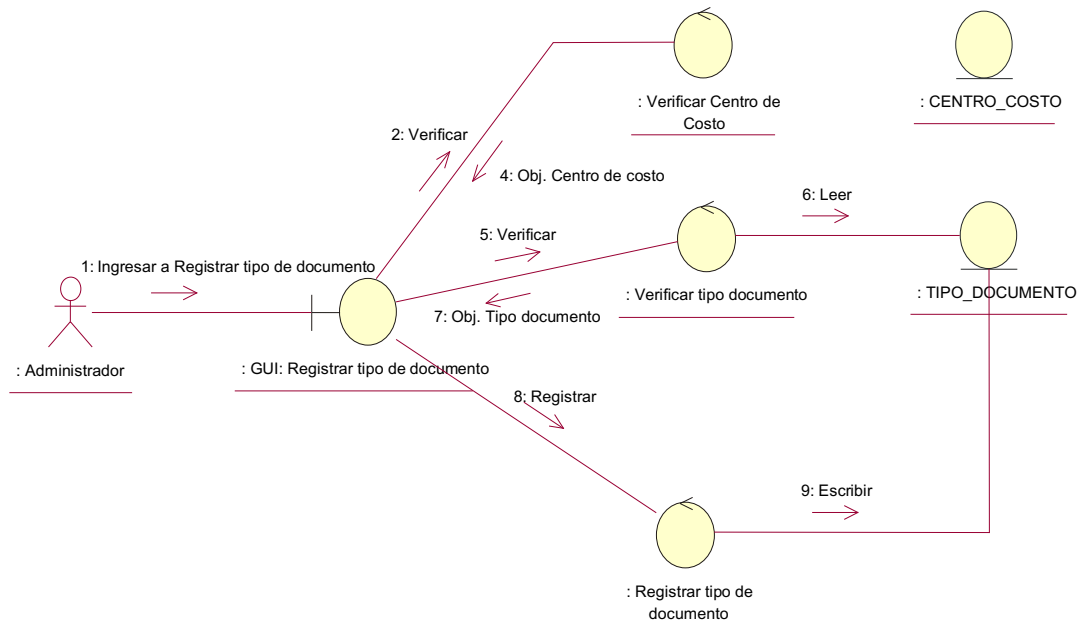 : Verificar Centro de
Costo
: CENTRO_COSTO
2: Verificar
4: Obj. Centro de costo
6: Leer
5: Verificar
1: Ingresar a Registrar tipo de documento
: Verificar tipo documento
: TIPO_DOCUMENTO
7: Obj. Tipo documento
: Administrador
: GUI: Registrar tipo de documento
8: Registrar
9: Escribir
: Registrar tipo de
documento